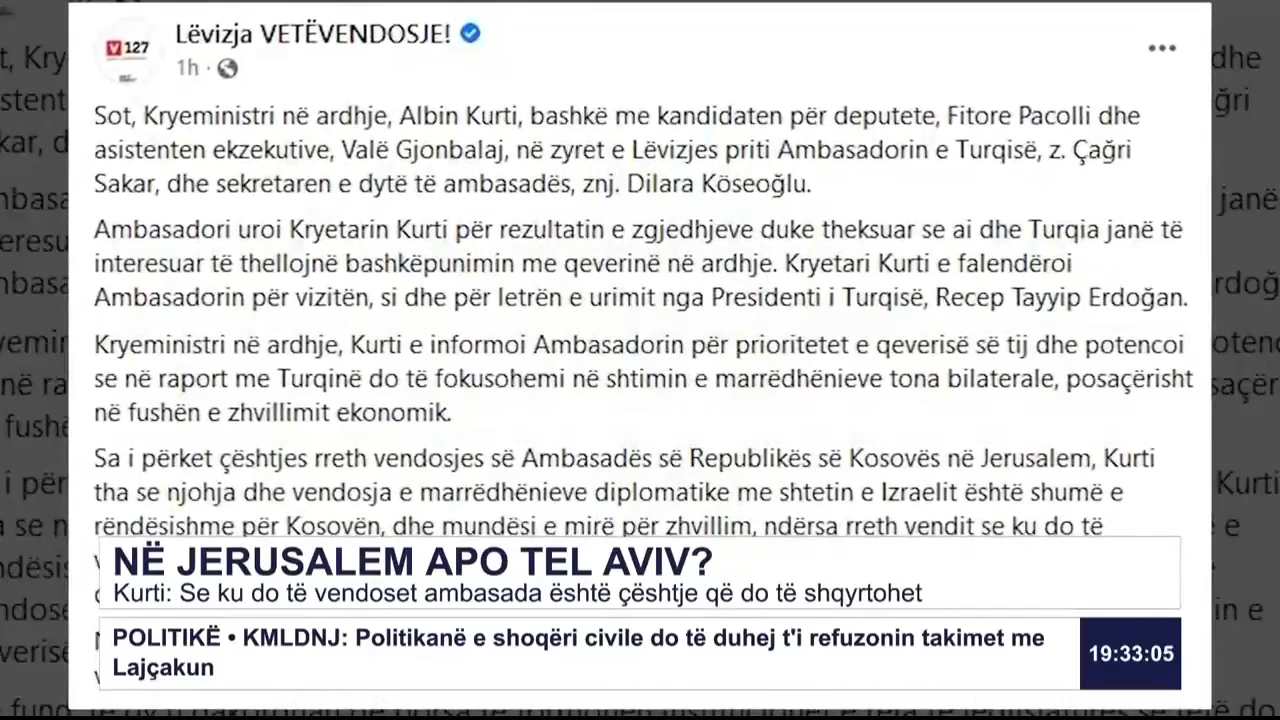 Lëvizja VETËVENDOSJE!
V 127
1h ·
Sot, Kryeministri në ardhje, Albin Kurti, bashkë me kandidaten për deputete, Fitore Pacolli dhe
asistenten ekzekutive, Valë Gjonbalaj, në zyret e Lëvizjes priti Ambasadorin e Turqisë, z. Çağri
Sakar, dhe sekretaren e dytë të ambasadës, znj. Dilara Köseoğlu.
Ambasadori uroi Kryetarin Kurti për rezultatin e zgjedhjeve duke theksuar se ai dhe Turqia janë të
interesuar të thellojnë bashkëpunimin me qeverinë në ardhje. Kryetari Kurti e falendëroi
Ambasadorin për vizitën, si dhe për letrën e urimit nga Presidenti i Turqisë, Recep Tayyip Erdoğan.
Kryeministri në ardhje, Kurti e informoi Ambasadorin për prioritetet e qeverisë së tij dhe potencoi
se në raport me Turqinë do të fokusohemi në shtimin e marrëdhënieve tona bilaterale, posaçërisht
në fushën e zhvillimit ekonomik.
Sa i përket çështjes rreth vendosjes së Ambasadës së Republikës së Kosovës në Jerusalem, Kurti
tha se njohja dhe vendosja e marrëdhënieve diplomatike me shtetin e Izraelit është shumë e
rëndësishme për Kosovën, dhe mundësi e mirë për zhvillim, ndërsa rreth vendit se ku do të
NË JERUSALEM APO TEL AVIV?
Kurti: Se ku do të vendoset ambasada është çështje që do të shqyrtohet
POLITIKË • KMLDNJ: Politikanë e shoqëri civile do të duhej t'i refuzonin takimet me
Lajçakun
19:33:05